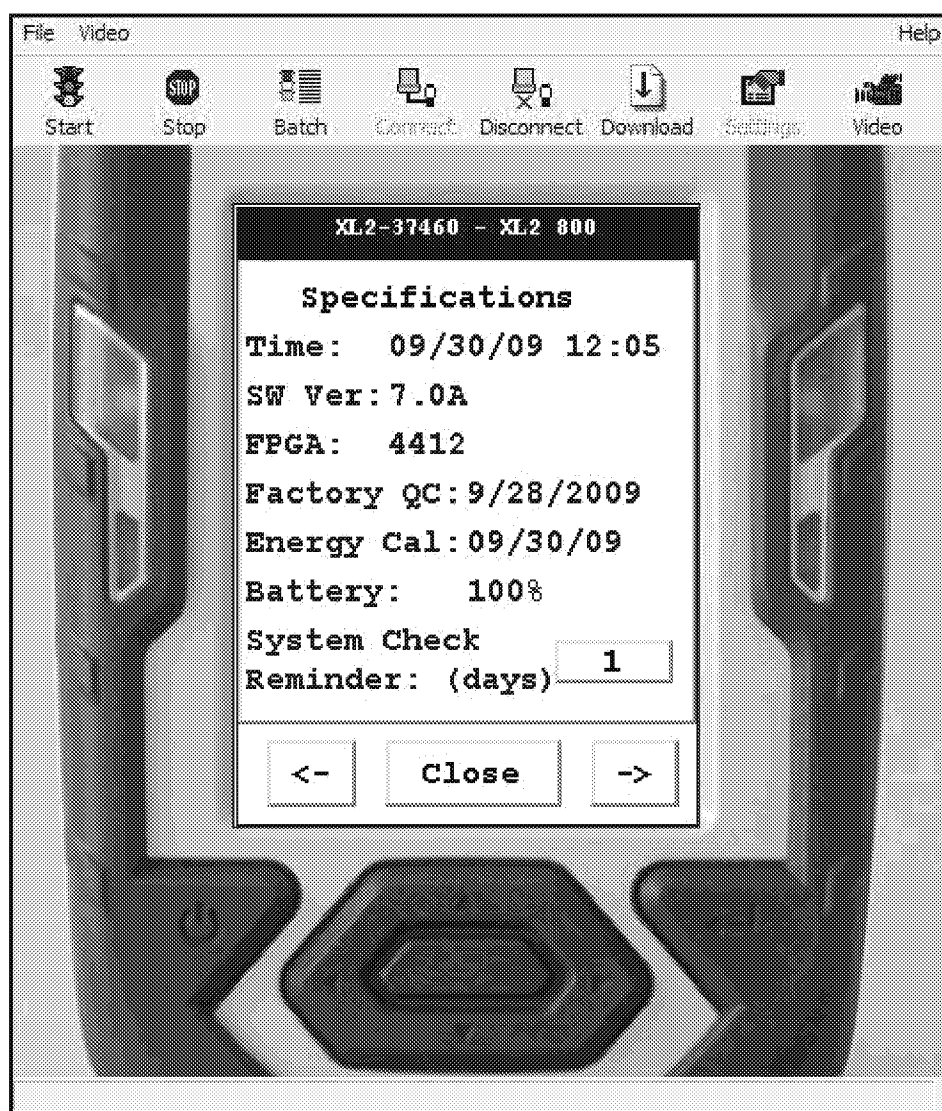 File Video Help
STOP
Start Stop Batch Connect Disconnect Download Settings Video
XL2-37460 - XL2 800
Specifications
Time: 09/30/09 12:05
SW Ver: 7.0A
FPGA: 4412
Factory QC: 9/28/2009
Energy Cal: 09/30/09
Battery: 100%
System Check
Reminder: (days) 1
<- Close ->